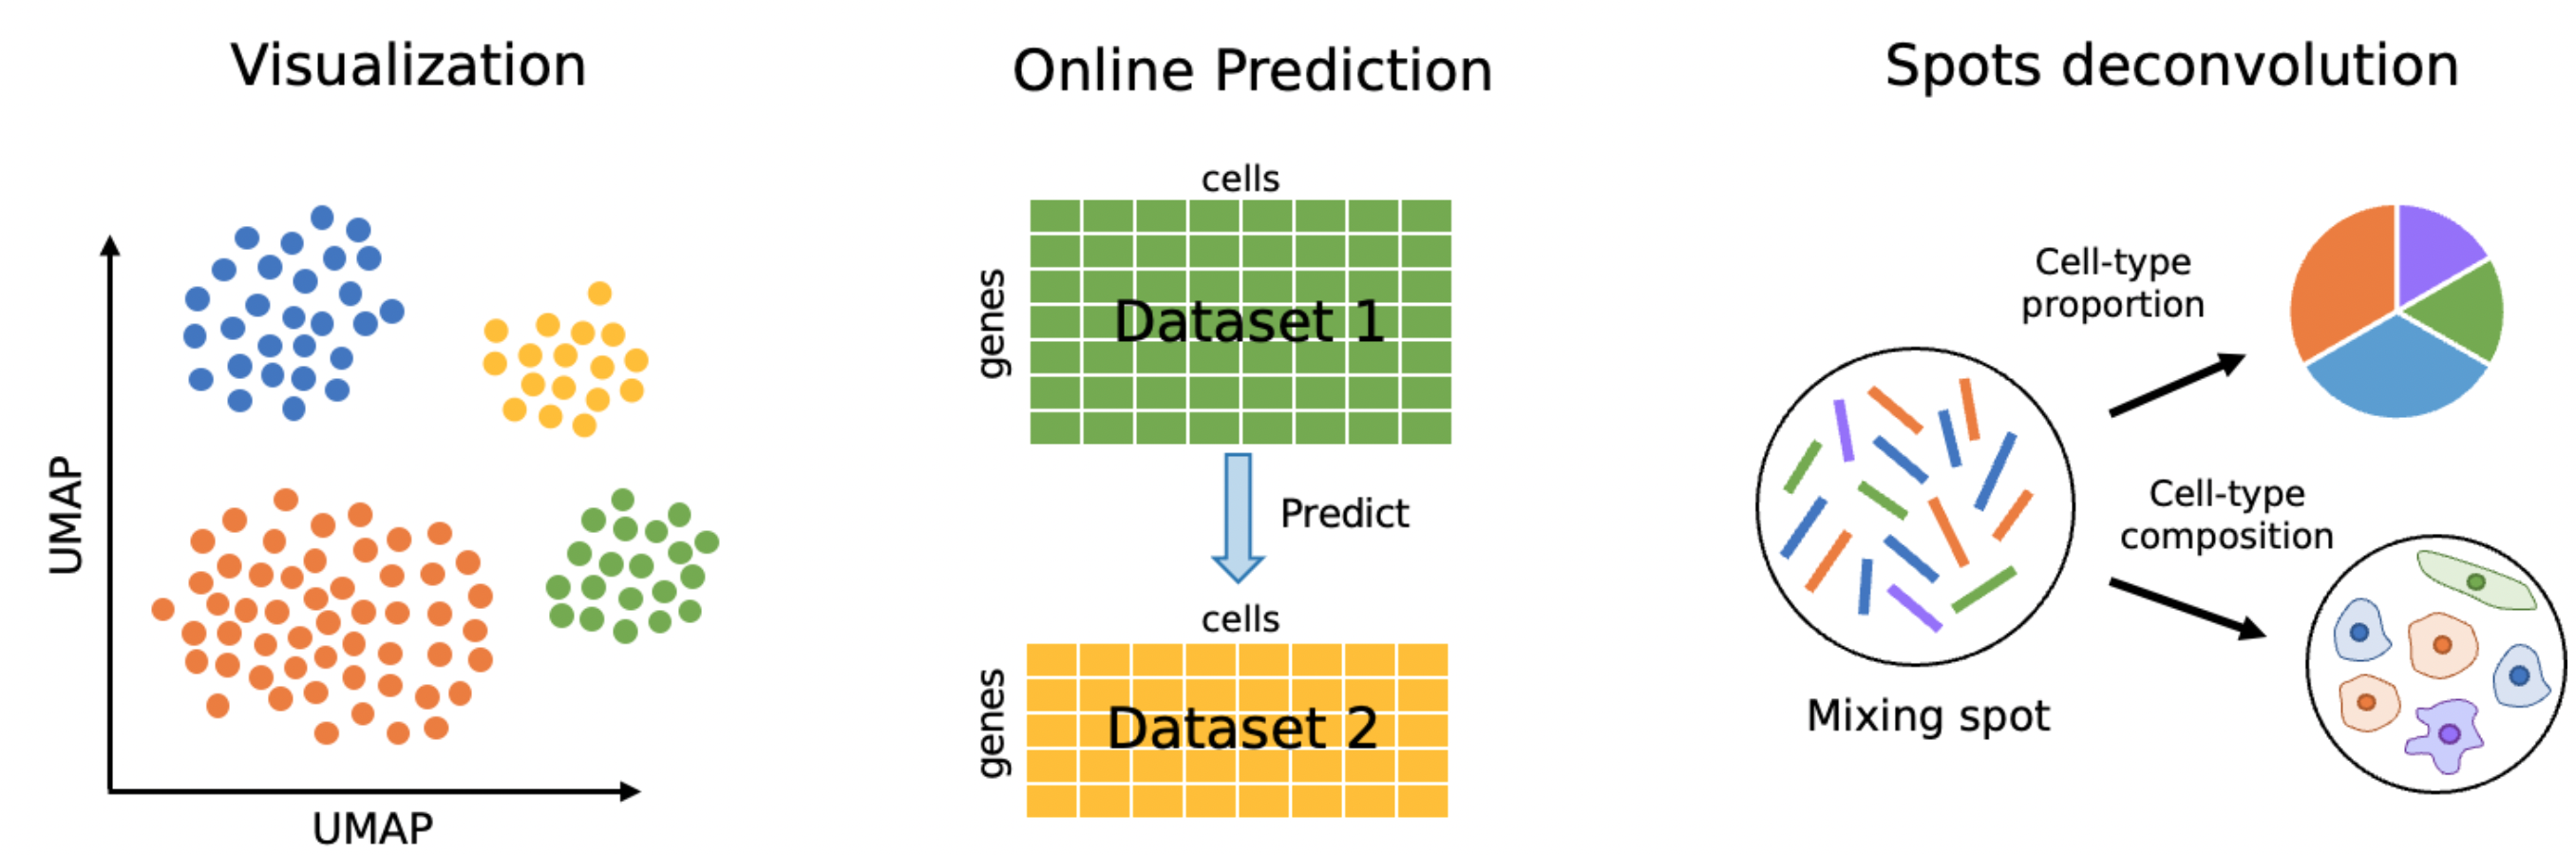 Visualization
UMAP
UMAP
Online Prediction
cells
genes
Dataset 1
Predict
cells
genes
Dataset 2
Spots deconvolution
Cell-type
proportion
Cell-type
composition
Mixing spot